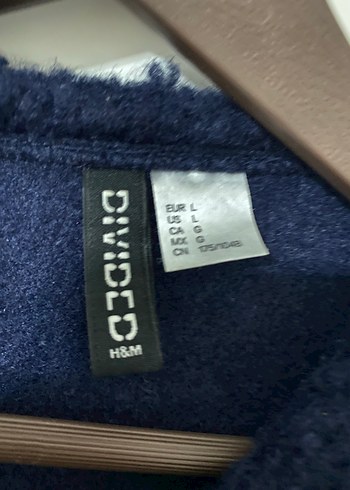 DIVIDED
H&M
EUR L
US L
CA G
MX G
CN 175/104B